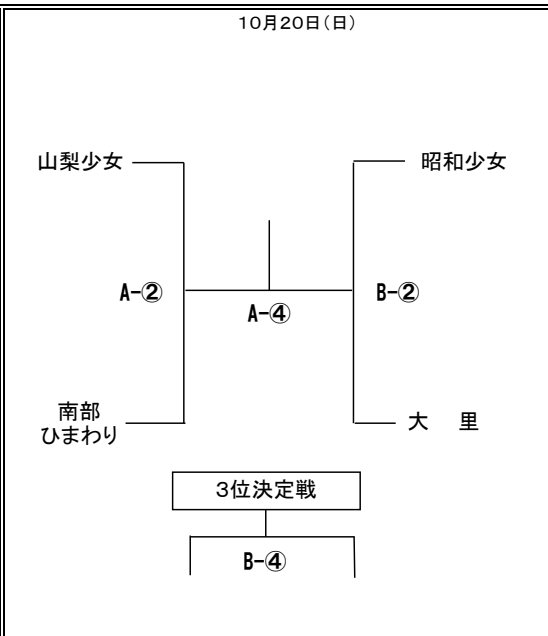 10月20日（日）
山梨少女
昭和少女
A-②
B-②
A-④
南部
ひまわり
大　里
3位決定戦
B-④